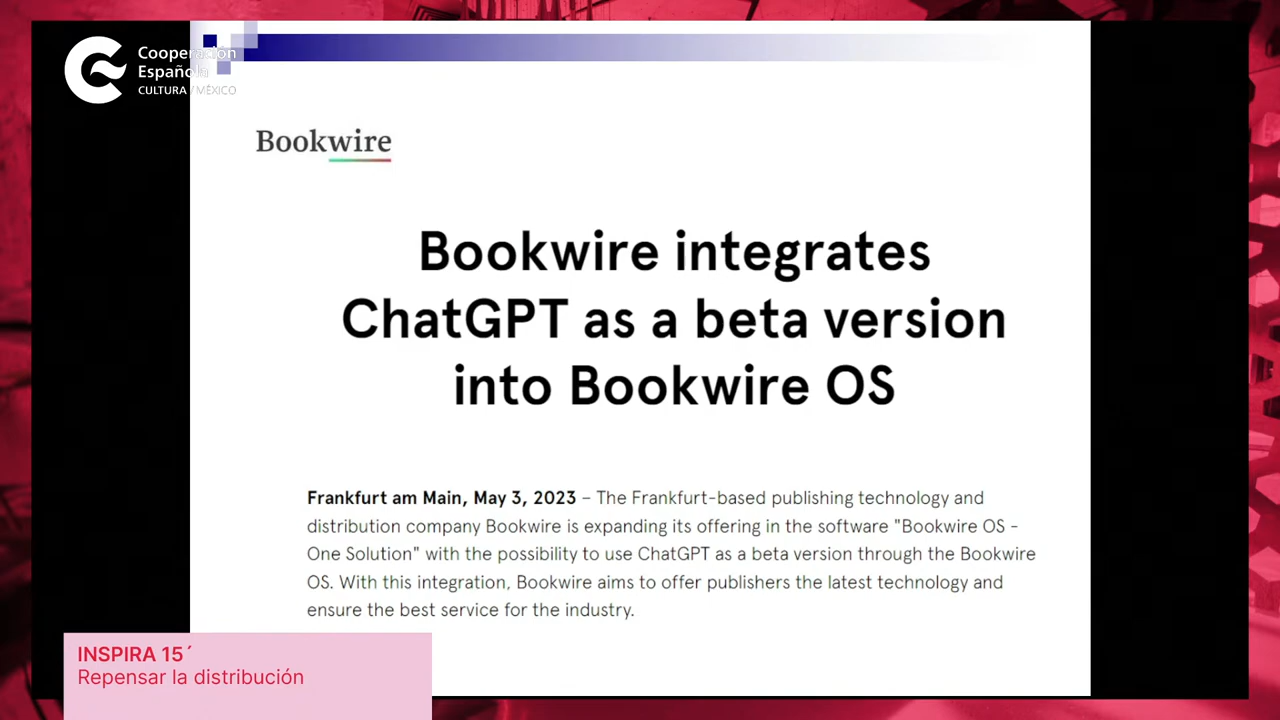 Cooperación
Española
CULTURA / MÉXICO
Bookwire
Bookwire integrates
ChatGPT as a beta version
into Bookwire OS
Frankfurt am Main, May 3, 2023 – The Frankfurt-based publishing technology and
distribution company Bookwire is expanding its offering in the software "Bookwire OS -
One Solution" with the possibility to use ChatGPT as a beta version through the Bookwire
OS. With this integration, Bookwire aims to offer publishers the latest technology and
ensure the best service for the industry.
INSPIRA 15´
Repensar la distribución